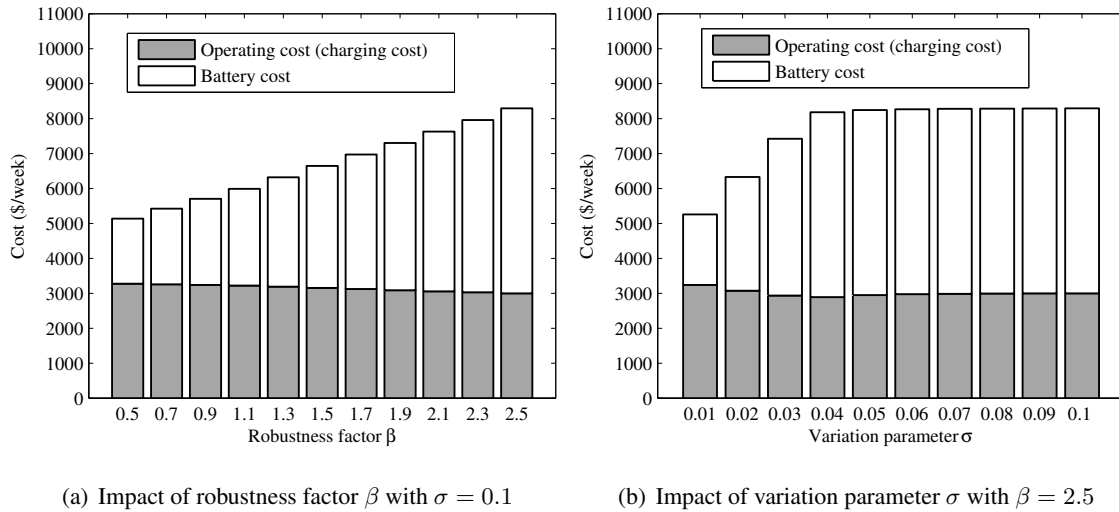 11000
10000
9000
8000
7000
6000
5000
4000
3000
2000
1000
0
Cost ($/week)
Operating cost (charging cost)
Battery cost
0.5 0.7 0.9 1.1 1.3 1.5 1.7 1.9 2.1 2.3 2.5
Robustness factor β
(a) Impact of robustness factor β with σ = 0.1
11000
10000
9000
8000
7000
6000
5000
4000
3000
2000
1000
0
Cost ($/week)
Operating cost (charging cost)
Battery cost
0.01 0.02 0.03 0.04 0.05 0.06 0.07 0.08 0.09 0.1
Variation parameter σ
(b) Impact of variation parameter σ with β = 2.5